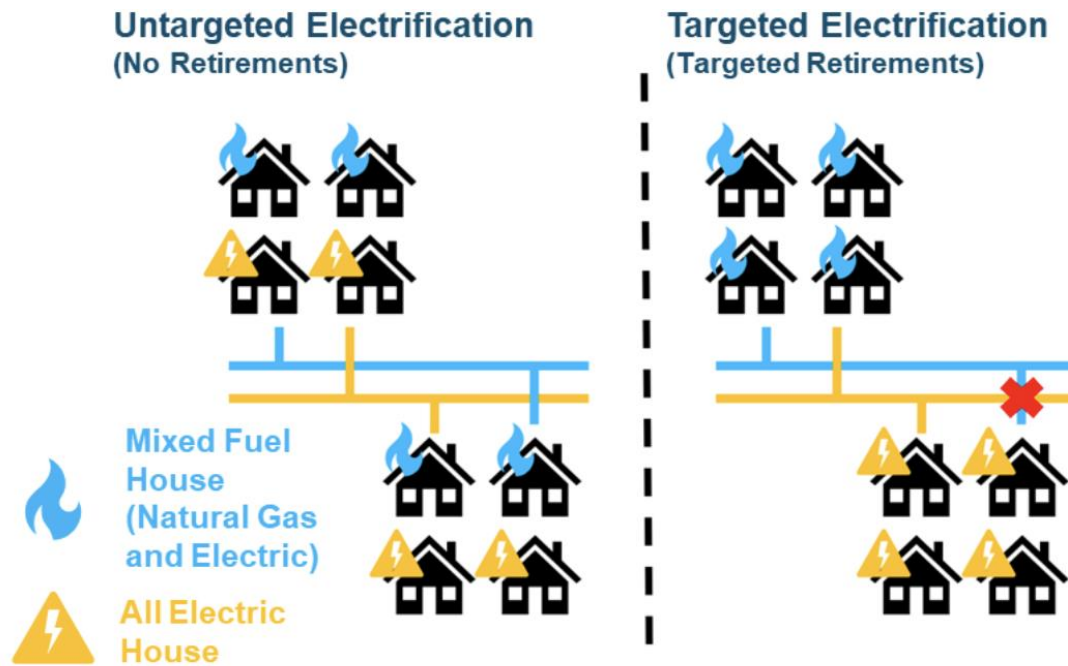 Untargeted Electrification
(No Retirements)
Targeted Electrification
(Targeted Retirements)
Mixed Fuel
House
(Natural Gas
and Electric)
All Electric
House